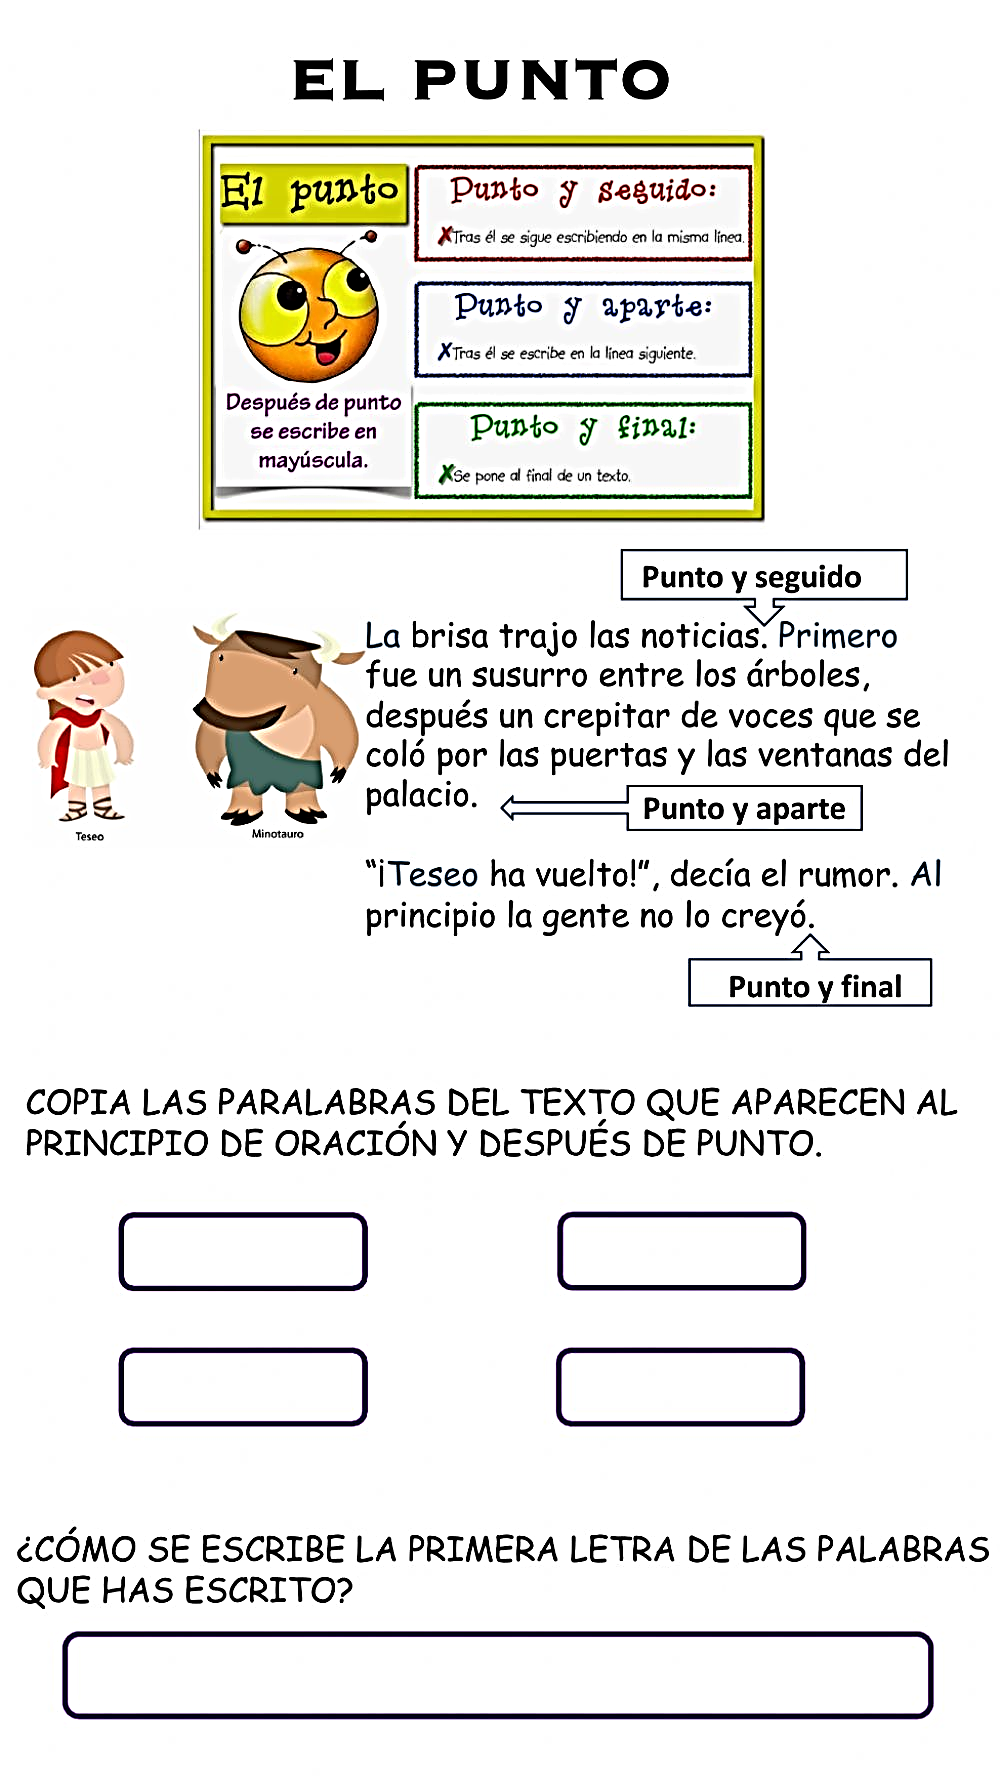 EL PUNTO
El punto
Después de punto
se escribe en
mayúscula.
Punto y seguido:
✗Tras él se sigue escribiendo en la misma línea.
Punto y aparte:
✗Tras él se escribe en la línea siguiente.
Punto y final:
✗Se pone al final de un texto.
Punto y seguido
La brisa trajo las noticias. Primero
fue un susurro entre los árboles,
después un crepitar de voces que se
coló por las puertas y las ventanas del
palacio.
Punto y aparte
Teseo
Minotauro
“¡Teseo ha vuelto!”, decía el rumor. Al
principio la gente no lo creyó.
Punto y final
COPIA LAS PARALABRAS DEL TEXTO QUE APARECEN AL
PRINCIPIO DE ORACIÓN Y DESPUÉS DE PUNTO.
¿CÓMO SE ESCRIBE LA PRIMERA LETRA DE LAS PALABRAS
QUE HAS ESCRITO?